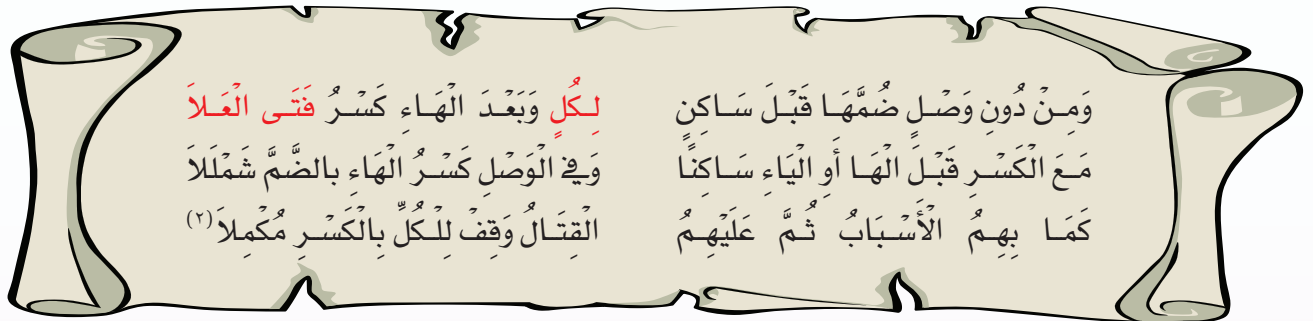 وَمِنْ دُونِ وَصْلٍ ضُمَّهَا قَبْلَ سَاكِنٍ لِكُلٍ وَبَعْدَ الْهَاءِ كَسْرُ فَتَى الْعَلاَ
مَعَ الْكَسْرِ قَبْلَ الْهَا أَوِ الْيَاءِ سَاكِنًا وَفِي الْوَصْلِ كَسْرُ الْهَاءِ بالضَّمَّ شَمْلَلاَ
كَمَا بِهِمُ الْأَسْبَابُ ثُمَّ عَلَيْهِمُ الْقِتَالُ وَقِفْ لِلْكُلِّ بِالْكَسْرِ مُكْمِلاَ (٢)